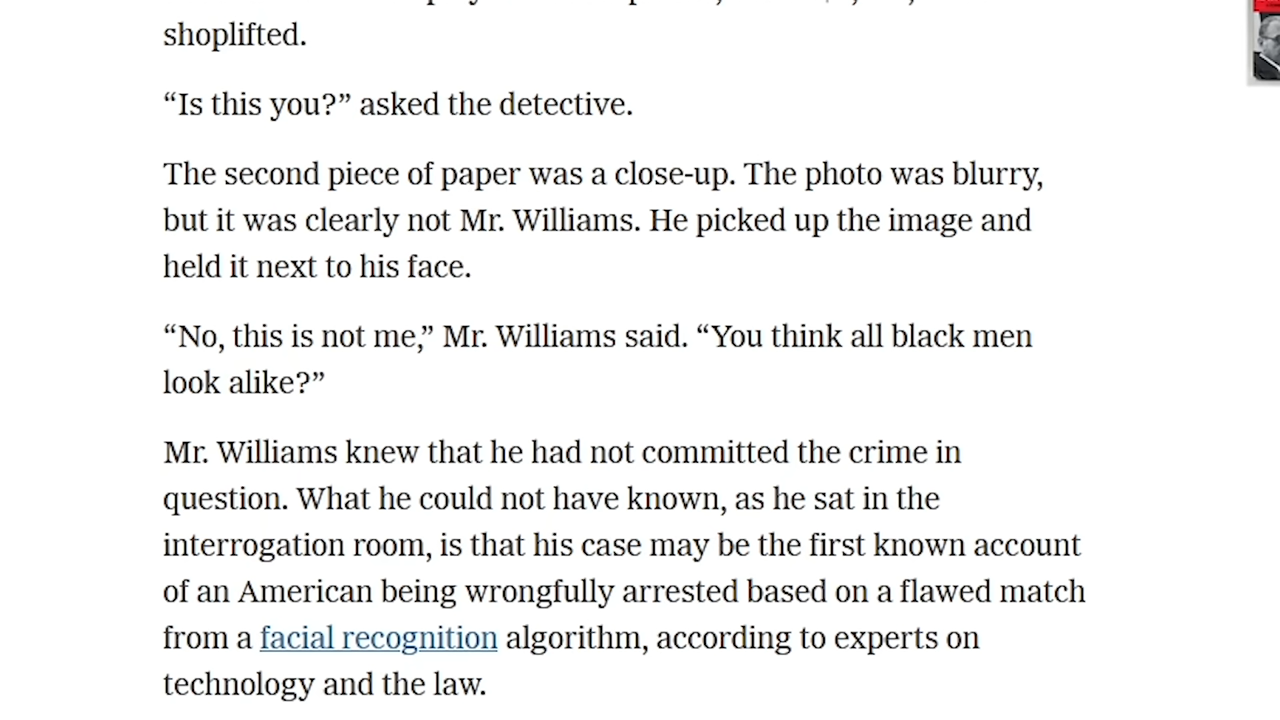 shoplifted.
“Is this you?” asked the detective.
The second piece of paper was a close-up. The photo was blurry,
but it was clearly not Mr. Williams. He picked up the image and
held it next to his face.
“No, this is not me,” Mr. Williams said. “You think all black men
look alike?”
Mr. Williams knew that he had not committed the crime in
question. What he could not have known, as he sat in the
interrogation room, is that his case may be the first known account
of an American being wrongfully arrested based on a flawed match
from a facial recognition algorithm, according to experts on
technology and the law.